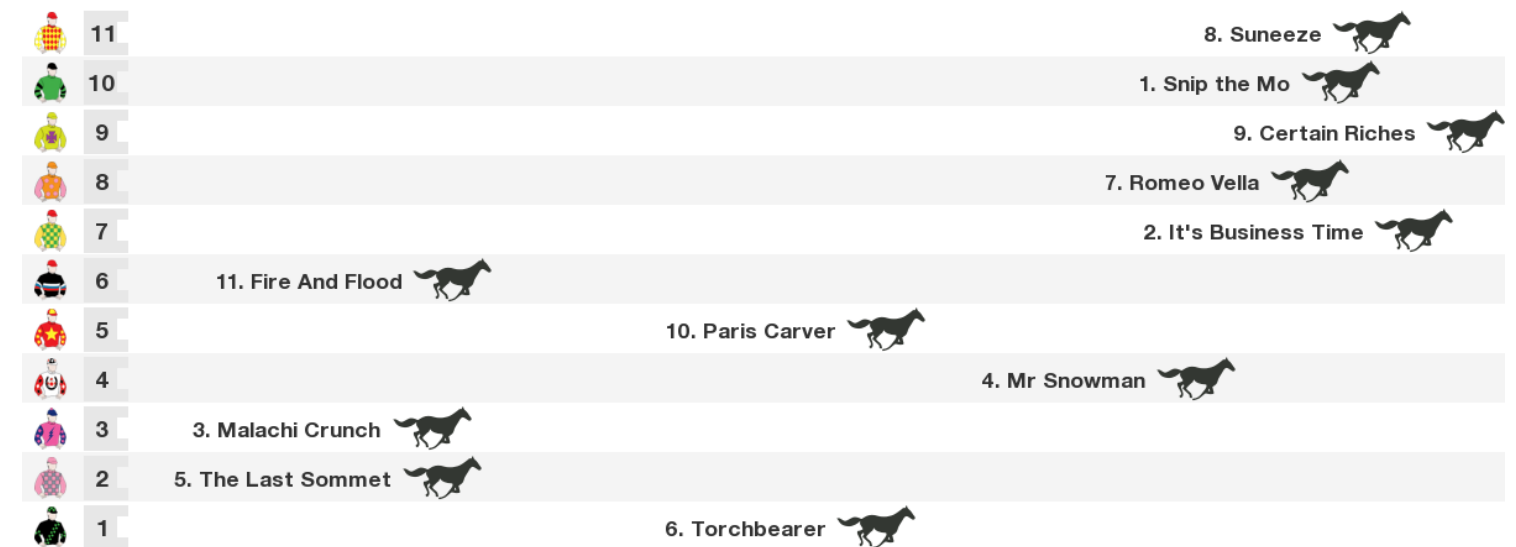 11 8. Suneeze
10 1. Snip the Mo
9 9. Certain Riches
8 7. Romeo Vella
7 2. It's Business Time
6 11. Fire And Flood
5 10. Paris Carver
4 4. Mr Snowman
3 3. Malachi Crunch
2 5. The Last Sommet
1 6. Torchbearer